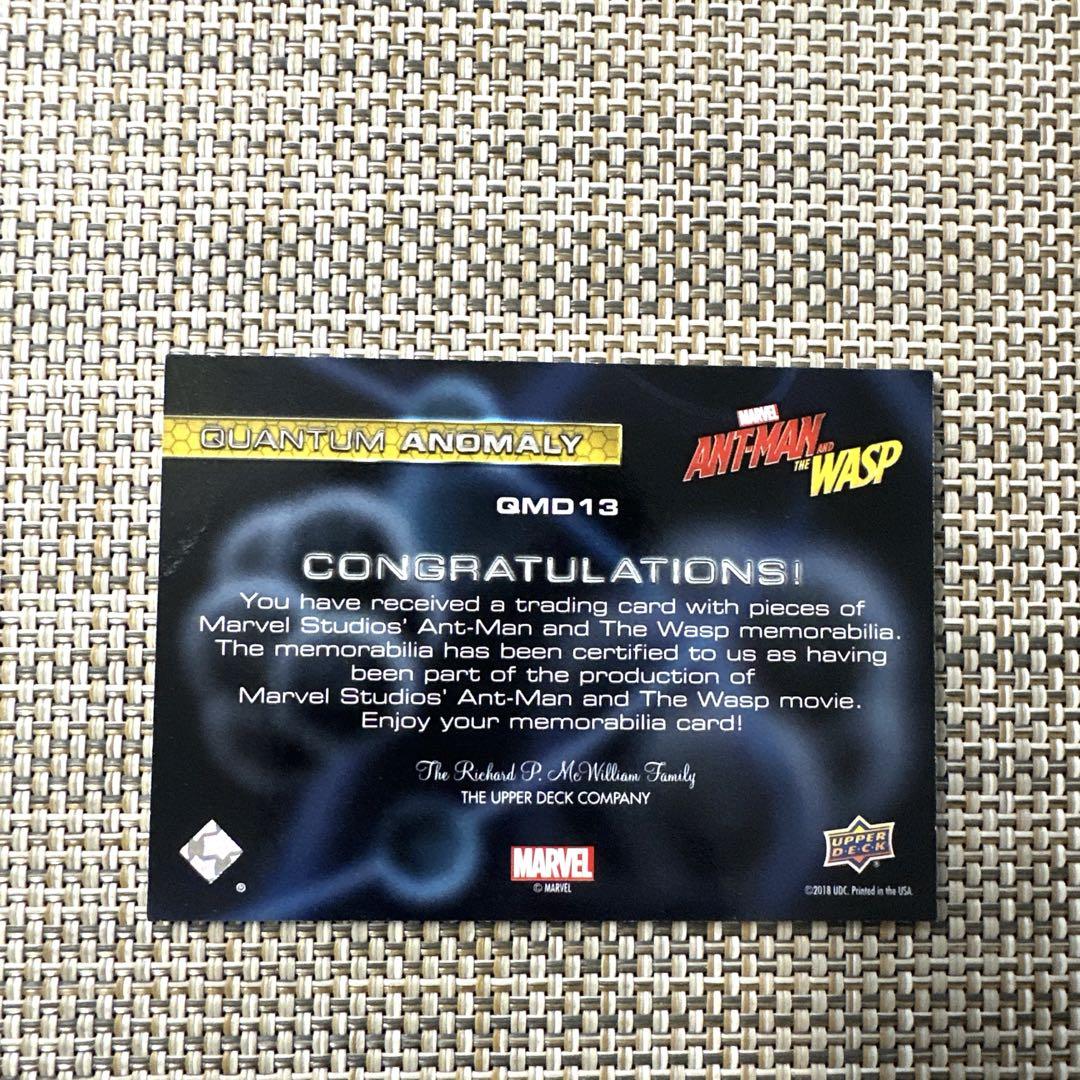 QUANTUM ANOMALY
MARVEL
ANT-MAN AND
THE WASP
QMD13
CONGRATULATIONS!
You have received a trading card with pieces of
Marvel Studios' Ant-Man and The Wasp memorabilia.
The memorabilia has been certified to us as having
been part of the production of
Marvel Studios' Ant-Man and The Wasp movie.
Enjoy your memorabilia card!
The Richard P. McWilliam Family
THE UPPER DECK COMPANY
®
MARVEL
© MARVEL
UPPER
D·E·C·K
®
©2018 UDC. Printed in the USA.